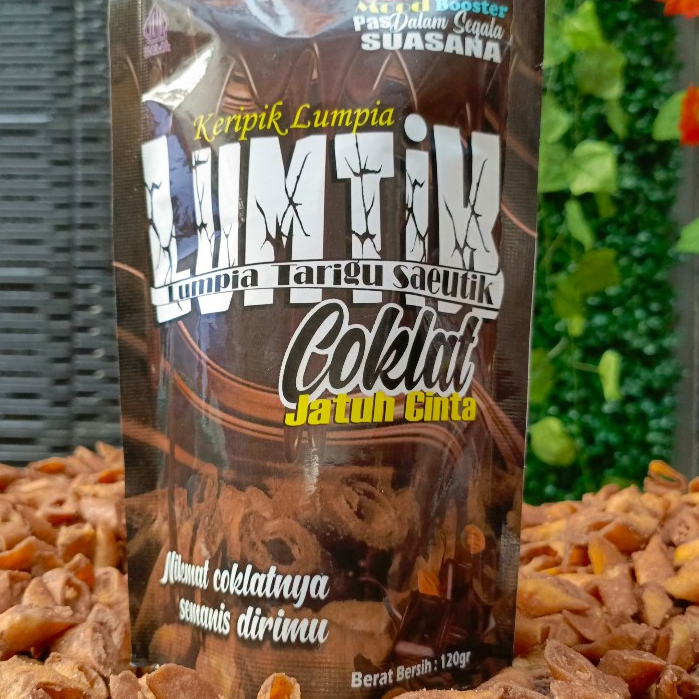 Mood Booster
Pas Dalam Segala
SUASANA
HALAL
Keripik Lumpia
LUMTiK
Lumpia Tarigu Saeutik
Coklat
Jatuh Cinta
Nikmat coklatnya
semanis dirimu
Berat Bersih : 120gr